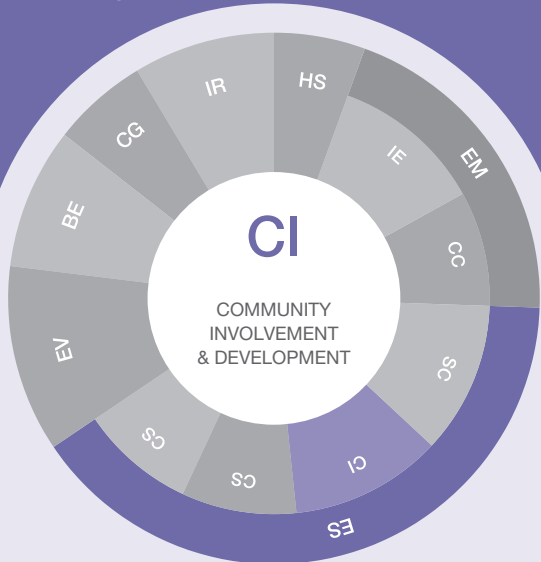 HS
EM
IE
CC
SC
CI
ES
CS
CS
EV
BE
CG
IR
CI
COMMUNITY
INVOLVEMENT
& DEVELOPMENT